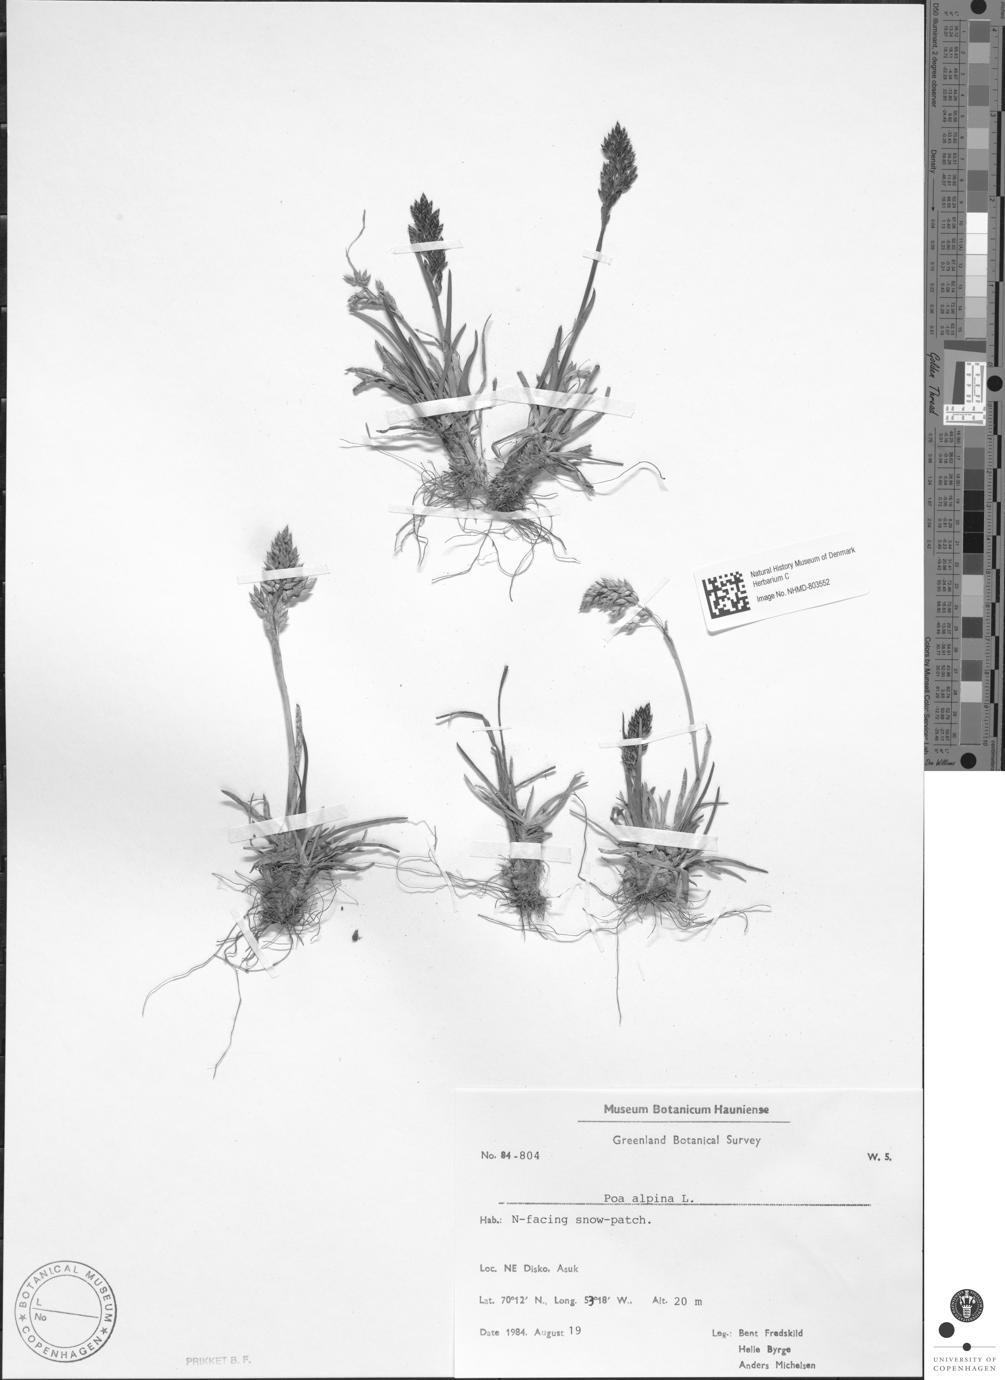 Natural History Museum of Denmark
Herbarium C
Image No. NHMD-803552
Museum Botanicum Hauniense
Greenland Botanical Survey
No. 84-804 W. 5.
Poa alpina L.
Hab.: N-facing snow-patch.
Loc. NE Disko. Asuk
Lat. 70°12' N., Long. 53°18' W., Alt. 20 m
Date 1984. August 19 Leg.: Bent Fredskild
Helle Byrge
Anders Michelsen
BOTANICAL MUSEUM
L
No
COPENHAGEN
PRIKKET B. F.
D50 Illuminant, 2 degree observer
Density
Golden Thread
Colors by Munsell Color Services Lab
Don Williams
UNIVERSITY OF
COPENHAGEN